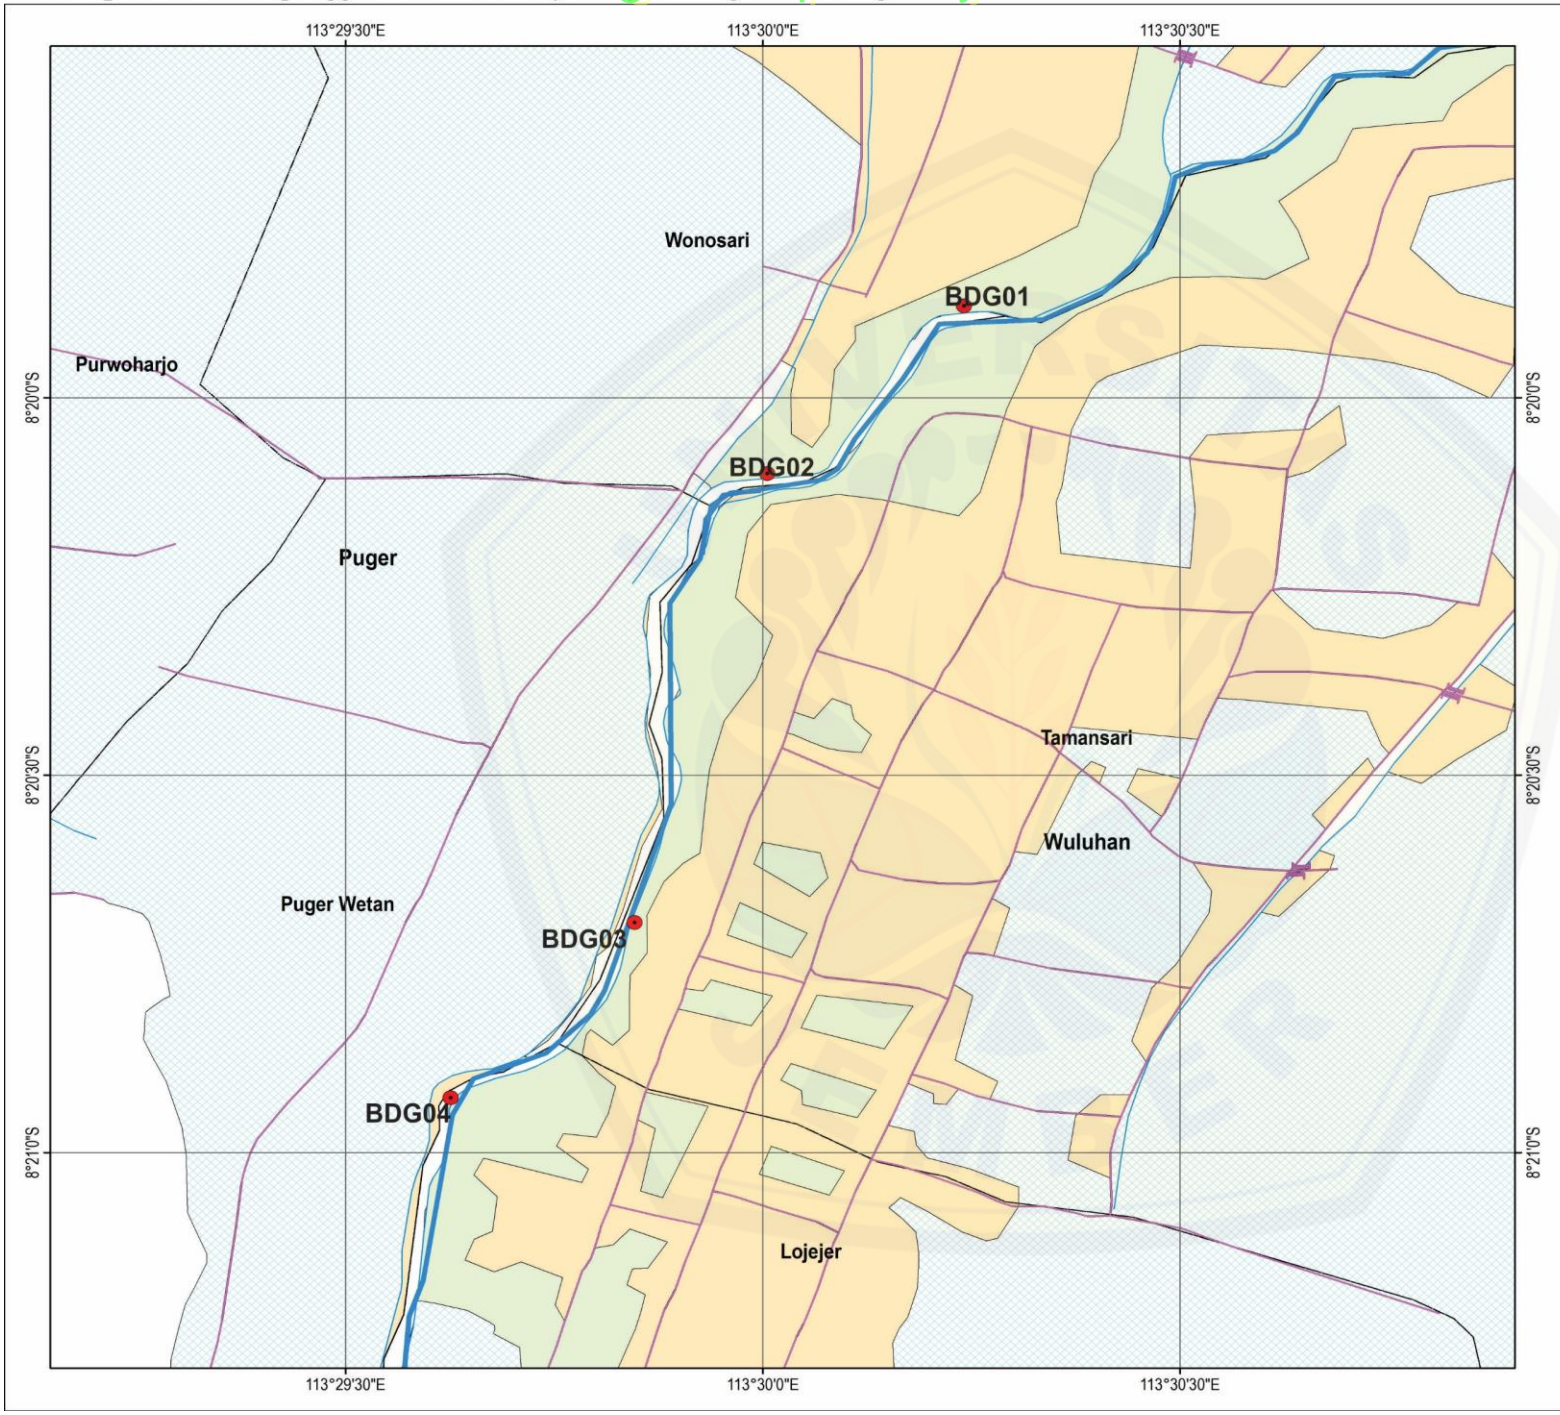 113°29'30"E
113°30'0"E
113°30'30"E
Wonosari
BDG01
Purwoharjo
8°20'0"S
8°20'0"S
BDG02
Puger
Tamansari
8°20'30"S
8°20'30"S
Wuluhan
Puger Wetan
BDG03
BDG04
8°21'0"S
8°21'0"S
Lojejer
113°29'30"E
113°30'0"E
113°30'30"E